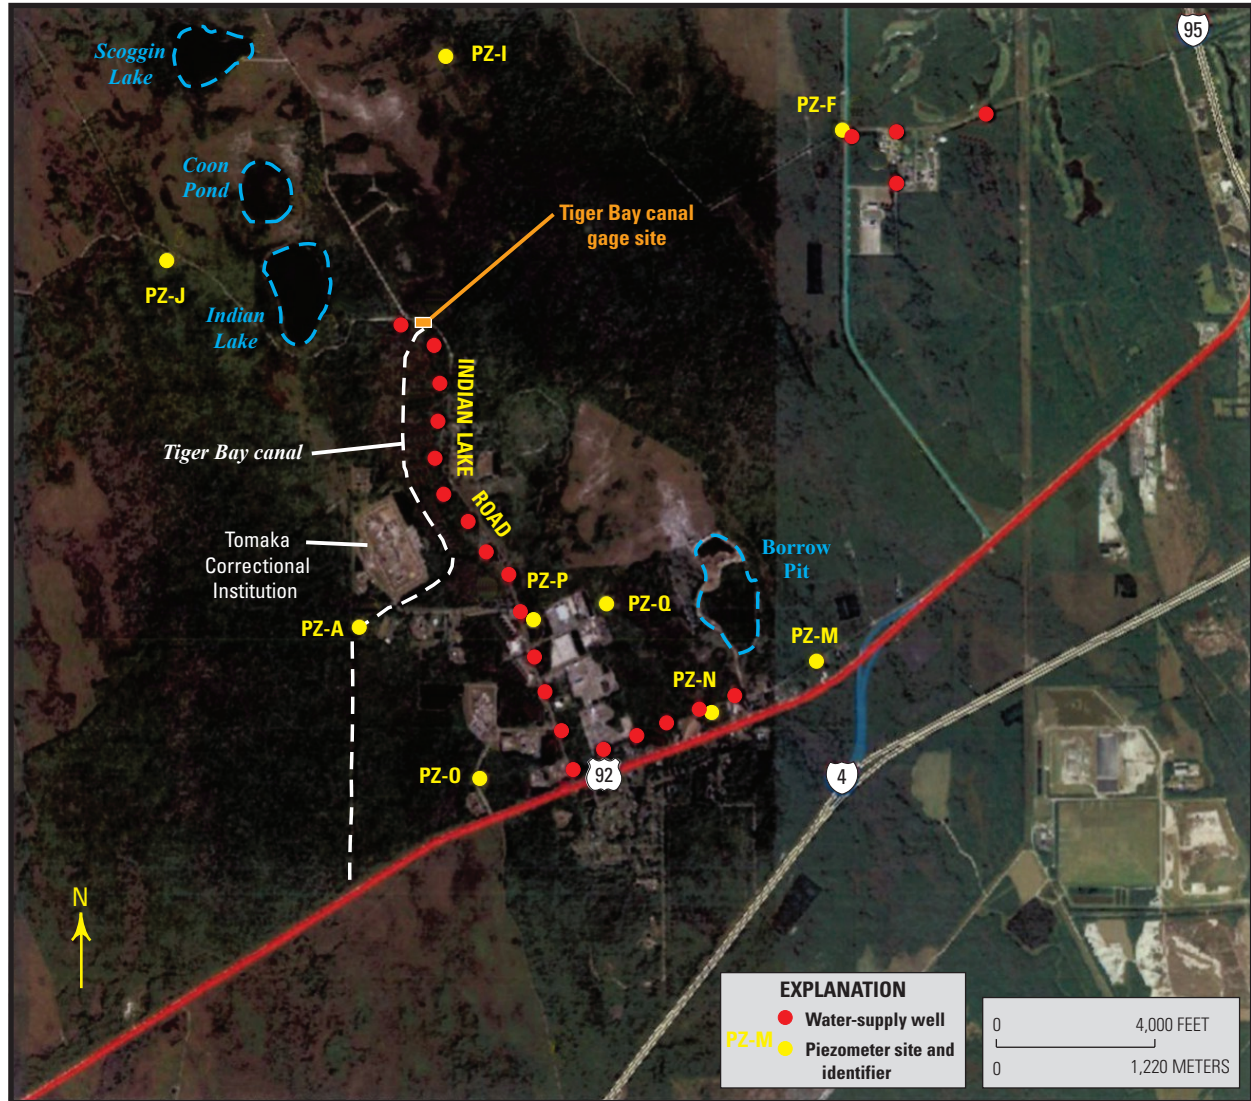 Scoggin
Lake
PZ-I
95
PZ-F
Coon
Pond
Tiger Bay canal
gage site
PZ-J
Indian
Lake
INDIAN LAKE
ROAD
Tiger Bay canal
Tomaka
Correctional
Institution
Borrow
Pit
PZ-P
PZ-Q
PZ-A
PZ-M
PZ-N
PZ-O
92
4
N
EXPLANATION
Water-supply well
PZ-M
Piezometer site and
identifier
0 4,000 FEET
0 1,220 METERS